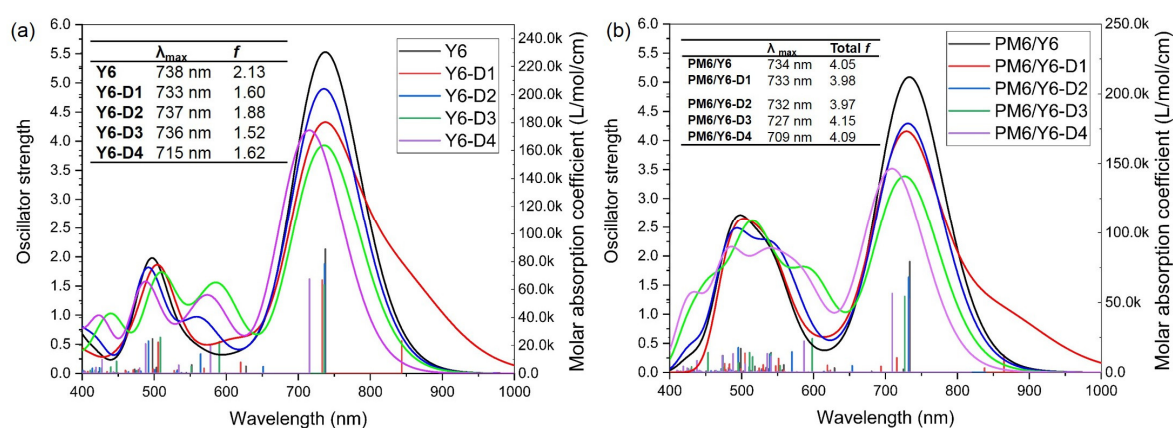 (a)
6.0
5.5
5.0
4.5
4.0
3.5
3.0
2.5
2.0
1.5
1.0
0.5
0.0
Oscillator strength
λmax f
Y6 738 nm 2.13
Y6-D1 733 nm 1.60
Y6-D2 737 nm 1.88
Y6-D3 736 nm 1.52
Y6-D4 715 nm 1.62
Y6
Y6-D1
Y6-D2
Y6-D3
Y6-D4
240.0k
220.0k
200.0k
180.0k
160.0k
140.0k
120.0k
100.0k
80.0k
60.0k
40.0k
20.0k
0.0
Molar absorption coefficient (L/mol/cm)
400 500 600 700 800 900 1000
Wavelength (nm)
(b)
6.0
5.5
5.0
4.5
4.0
3.5
3.0
2.5
2.0
1.5
1.0
0.5
0.0
Oscillator strength
λmax Total f
PM6/Y6 734 nm 4.05
PM6/Y6-D1 733 nm 3.98
PM6/Y6-D2 732 nm 3.97
PM6/Y6-D3 727 nm 4.15
PM6/Y6-D4 709 nm 4.09
PM6/Y6
PM6/Y6-D1
PM6/Y6-D2
PM6/Y6-D3
PM6/Y6-D4
250.0k
200.0k
150.0k
100.0k
50.0k
0.0
Molar absorption coefficient (L/mol/cm)
400 500 600 700 800 900 1000
Wavelength (nm)